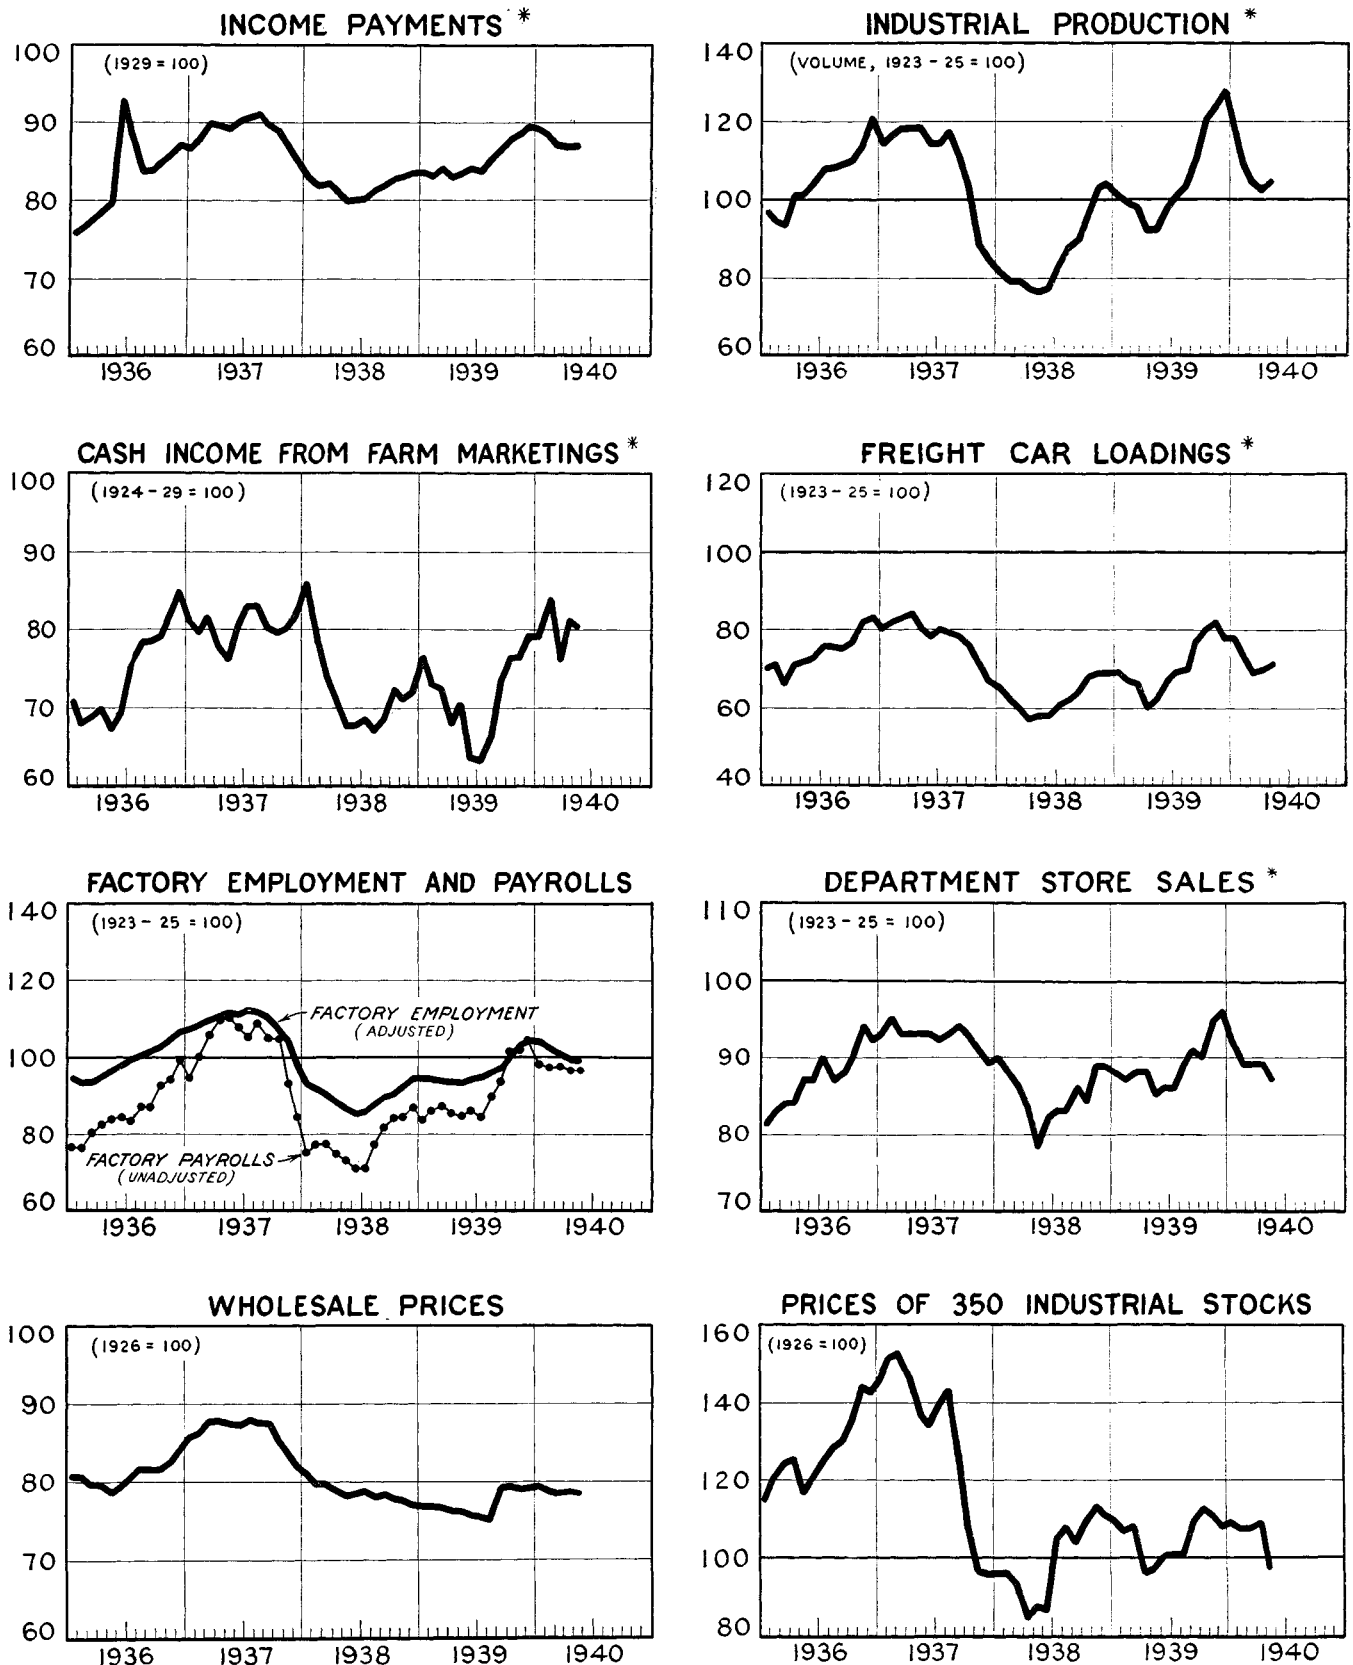 INCOME PAYMENTS *
(1929 = 100)
100
90
80
70
60
1936 1937 1938 1939 1940
INDUSTRIAL PRODUCTION *
(VOLUME, 1923 - 25 = 100)
140
120
100
80
60
1936 1937 1938 1939 1940
CASH INCOME FROM FARM MARKETINGS *
(1924 - 29 = 100)
100
90
80
70
60
1936 1937 1938 1939 1940
FREIGHT CAR LOADINGS *
(1923 - 25 = 100)
120
100
80
60
40
1936 1937 1938 1939 1940
FACTORY EMPLOYMENT AND PAYROLLS
(1923 - 25 = 100)
140
120
100
80
60
FACTORY EMPLOYMENT
(ADJUSTED)
FACTORY PAYROLLS
(UNADJUSTED)
1936 1937 1938 1939 1940
DEPARTMENT STORE SALES *
(1923 - 25 = 100)
110
100
90
80
70
1936 1937 1938 1939 1940
WHOLESALE PRICES
(1926 = 100)
100
90
80
70
60
1936 1937 1938 1939 1940
PRICES OF 350 INDUSTRIAL STOCKS
(1926 = 100)
160
140
120
100
80
1936 1937 1938 1939 1940